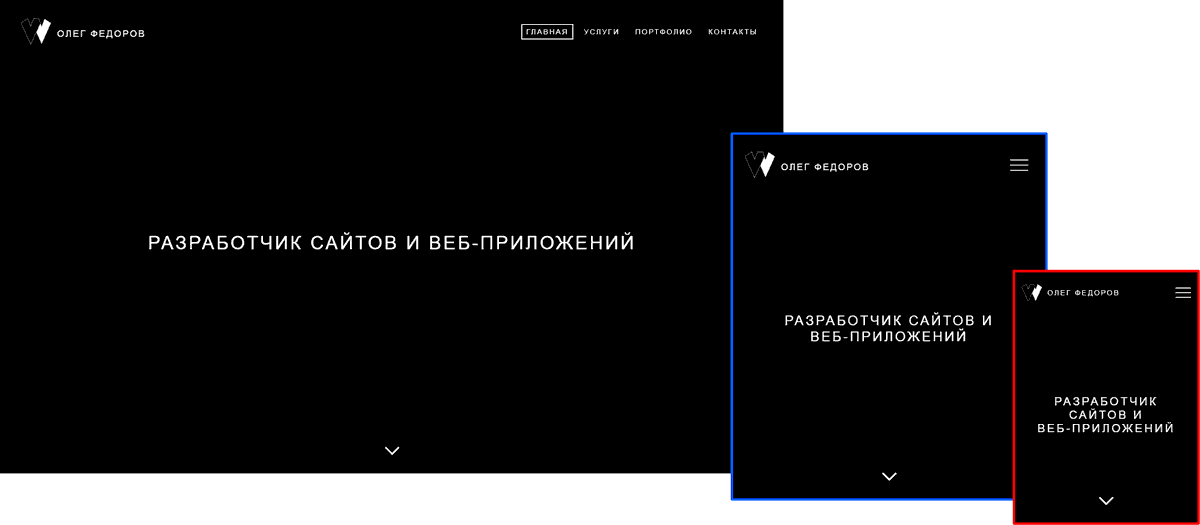 ОЛЕГ ФЕДОРОВ
ГЛАВНАЯ УСЛУГИ ПОРТФОЛИО КОНТАКТЫ
РАЗРАБОТЧИК САЙТОВ И ВЕБ-ПРИЛОЖЕНИЙ
ОЛЕГ ФЕДОРОВ
РАЗРАБОТЧИК САЙТОВ И
ВЕБ-ПРИЛОЖЕНИЙ
ОЛЕГ ФЕДОРОВ
РАЗРАБОТЧИК
САЙТОВ И
ВЕБ-ПРИЛОЖЕНИЙ